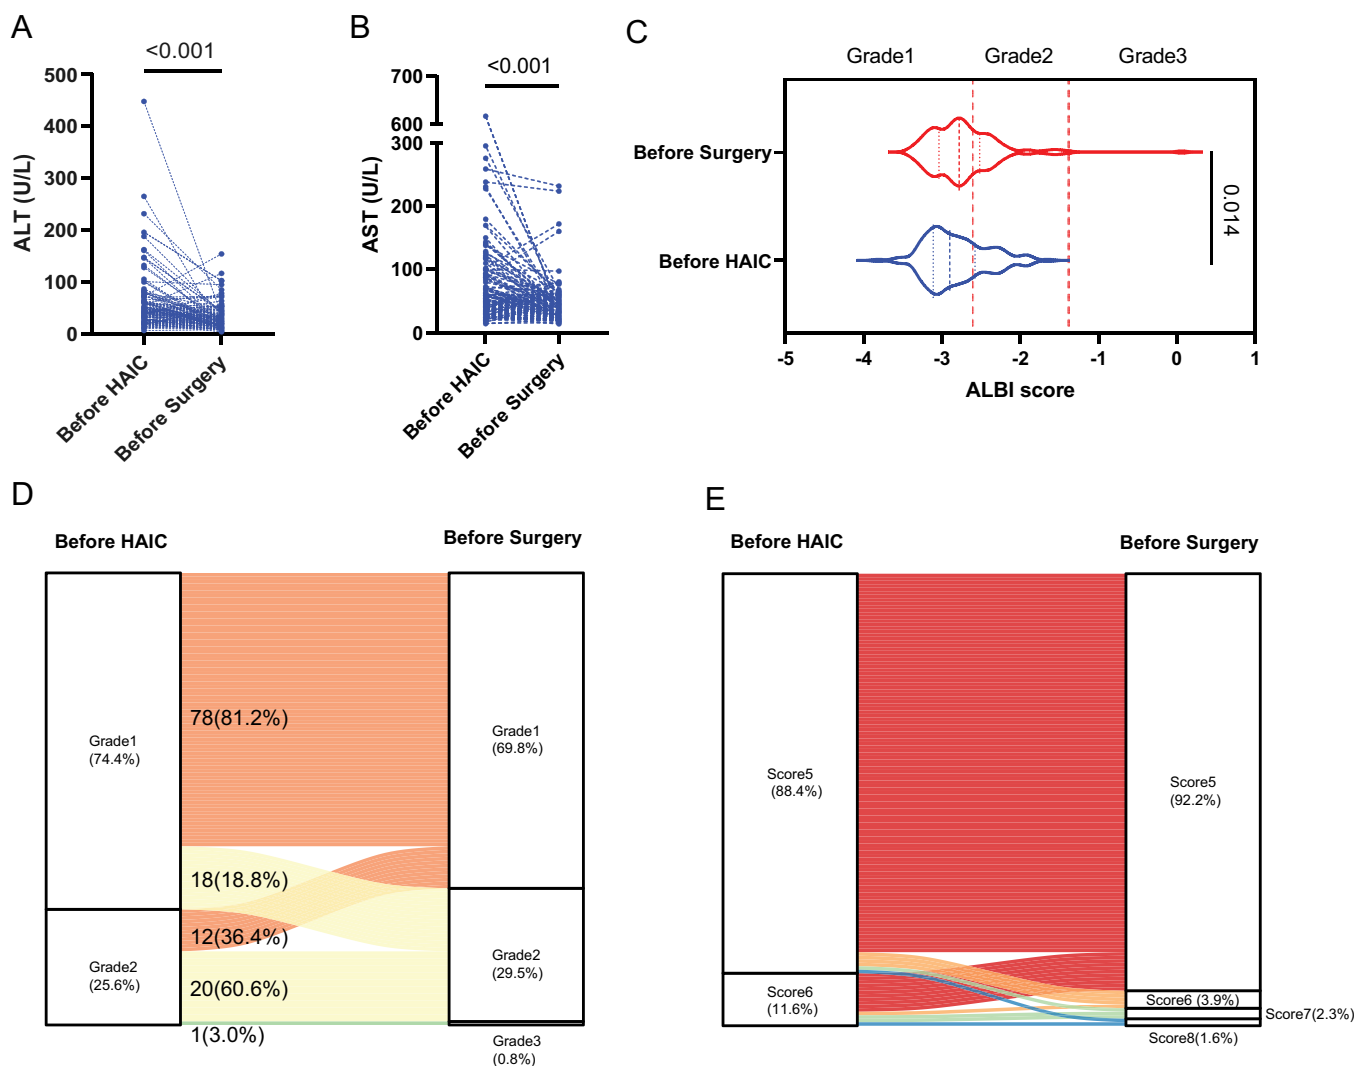 A
<0.001
ALT (U/L)
500
400
300
200
100
0
Before HAIC
Before Surgery
B
<0.001
AST (U/L)
700
600
300
200
100
0
Before HAIC
Before Surgery
C
Grade1
Grade2
Grade3
Before Surgery
Before HAIC
0.014
-5
-4
-3
-2
-1
0
1
ALBI score
D
Before HAIC
Before Surgery
Grade1
(74.4%)
Grade2
(25.6%)
78(81.2%)
18(18.8%)
12(36.4%)
20(60.6%)
1(3.0%)
Grade1
(69.8%)
Grade2
(29.5%)
Grade3
(0.8%)
E
Before HAIC
Before Surgery
Score5
(88.4%)
Score6
(11.6%)
Score5
(92.2%)
Score6 (3.9%)
Score7(2.3%)
Score8(1.6%)